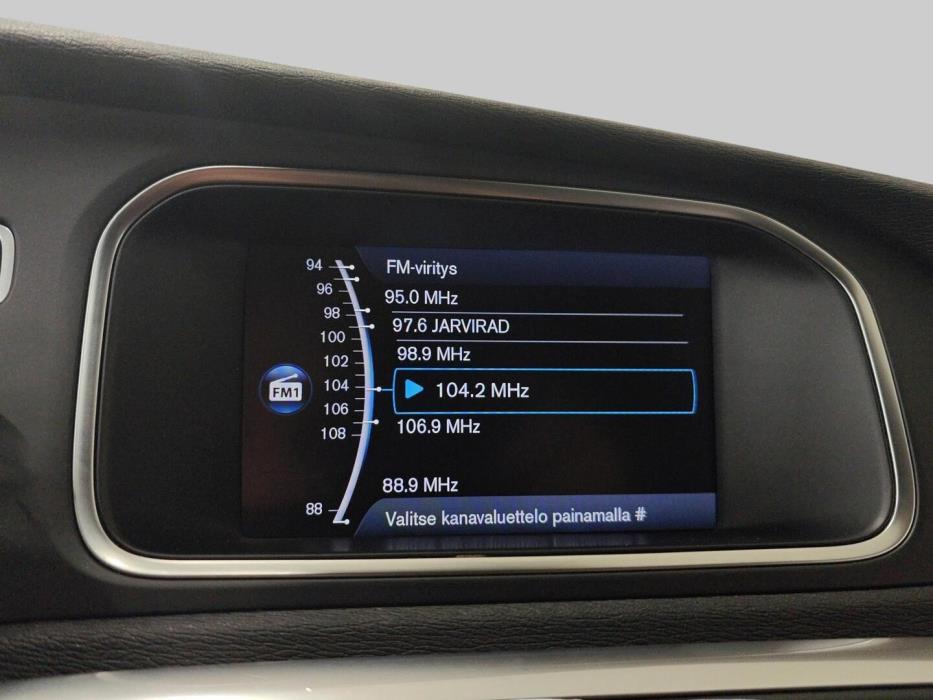 94
96
98
100
102
104
106
108
88
FM1
FM-viritys
95.0 MHz
97.6 JARVIRAD
98.9 MHz
104.2 MHz
106.9 MHz
88.9 MHz
Valitse kanavaluettelo painamalla #